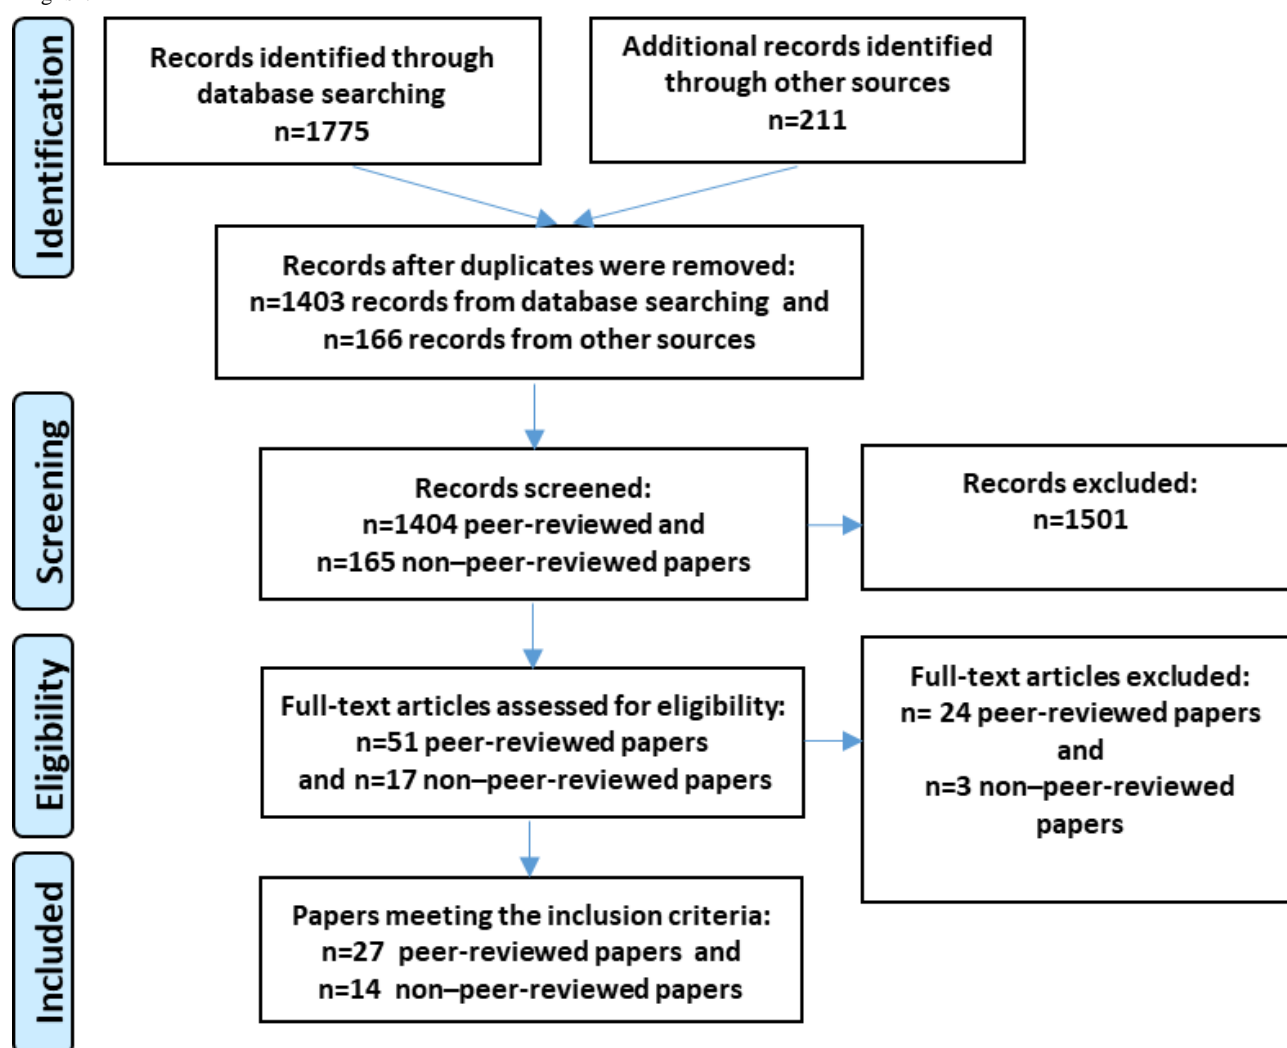 Identification
Records identified through
database searching
n=1775
Additional records identified
through other sources
n=211
Records after duplicates were removed:
n=1403 records from database searching and
n=166 records from other sources
Screening
Records screened:
n=1404 peer-reviewed and
n=165 non–peer-reviewed papers
Records excluded:
n=1501
Eligibility
Full-text articles assessed for eligibility:
n=51 peer-reviewed papers
and n=17 non–peer-reviewed papers
Full-text articles excluded:
n= 24 peer-reviewed papers
and
n=3 non–peer-reviewed
papers
Included
Papers meeting the inclusion criteria:
n=27 peer-reviewed papers and
n=14 non–peer-reviewed papers